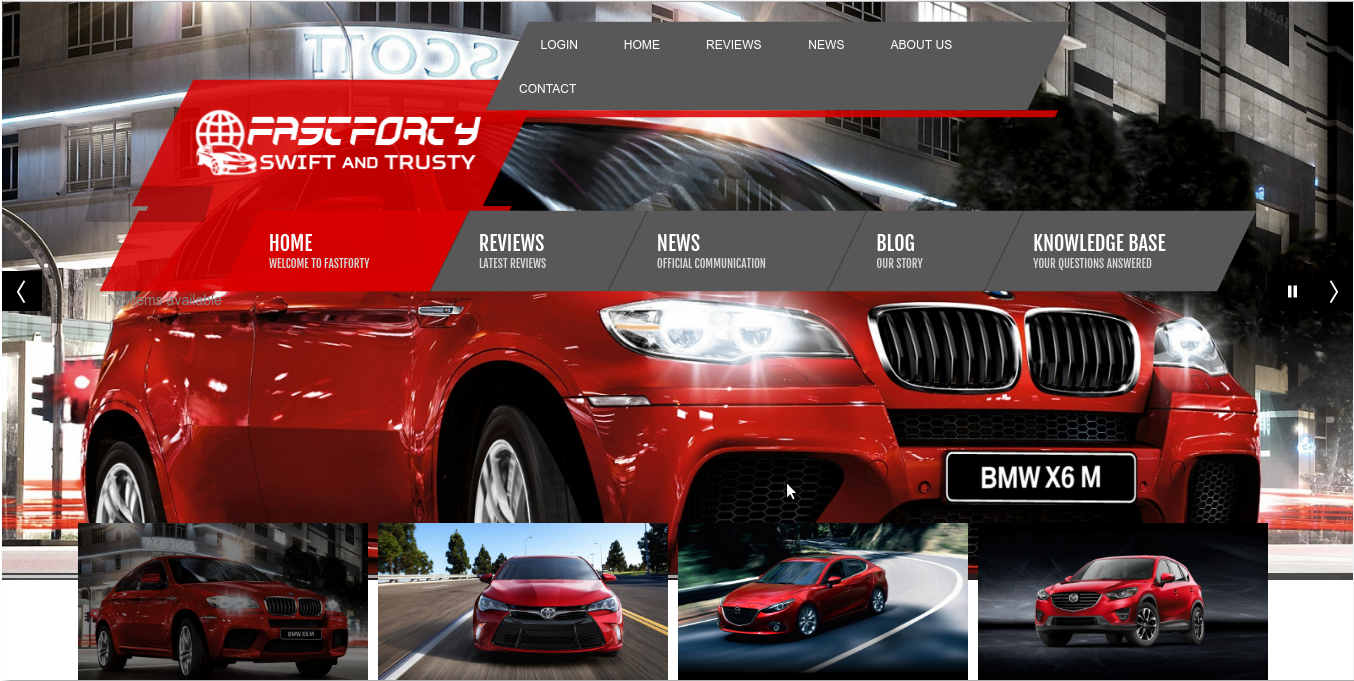 LOGIN HOME REVIEWS NEWS ABOUT US
CONTACT
FASTFORTY
SWIFT AND TRUSTY
HOME REVIEWS NEWS BLOG KNOWLEDGE BASE
WELCOME TO FASTFORTY LATEST REVIEWS OFFICIAL COMMUNICATION OUR STORY YOUR QUESTIONS ANSWERED
No items available
BMW X6 M
BMW X6 M